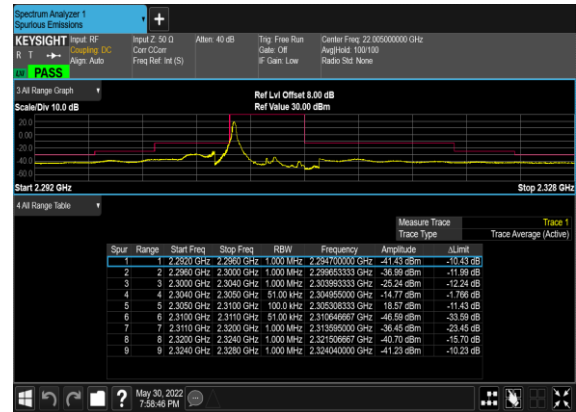 Spectrum Analyzer 1
Spurious Emissions
KEYSIGHT Input: RF Input Z: 50 Ω Atten: 40 dB Trig: Free Run Center Freq: 22.005000000 GHz
R T Coupling: DC Corr CCorr Gate: Off Avg|Hold: 100/100
Align: Auto Freq Ref: Int (S) IF Gain: Low Radio Std: None
PASS
3 All Range Graph
Ref Lvl Offset 8.00 dB
Scale/Div 10.0 dB Ref Value 30.00 dBm
20.0
0.00
-20.0
-40.0
-60.0
Start 2.292 GHz Stop 2.328 GHz
4 All Range Table
Measure Trace Trace 1
Trace Type Trace Average (Active)
Spur Range Start Freq Stop Freq RBW Frequency Amplitude ΔLimit
1 1 2.2920 GHz 2.2960 GHz 1.000 MHz 2.294700000 GHz -41.43 dBm -10.43 dB
2 2 2.2960 GHz 2.3000 GHz 1.000 MHz 2.299653333 GHz -36.99 dBm -11.99 dB
3 3 2.3000 GHz 2.3040 GHz 1.000 MHz 2.303993333 GHz -25.24 dBm -12.24 dB
4 4 2.3040 GHz 2.3050 GHz 51.00 kHz 2.304955000 GHz -14.77 dBm -1.766 dB
5 5 2.3050 GHz 2.3100 GHz 100.0 kHz 2.305308333 GHz 18.57 dBm -11.43 dB
6 6 2.3100 GHz 2.3110 GHz 51.00 kHz 2.310646667 GHz -46.59 dBm -33.59 dB
7 7 2.3110 GHz 2.3200 GHz 1.000 MHz 2.313595000 GHz -36.45 dBm -23.45 dB
8 8 2.3200 GHz 2.3240 GHz 1.000 MHz 2.321506667 GHz -40.70 dBm -15.70 dB
9 9 2.3240 GHz 2.3280 GHz 1.000 MHz 2.324040000 GHz -41.23 dBm -10.23 dB
May 30, 2022
7:58:46 PM